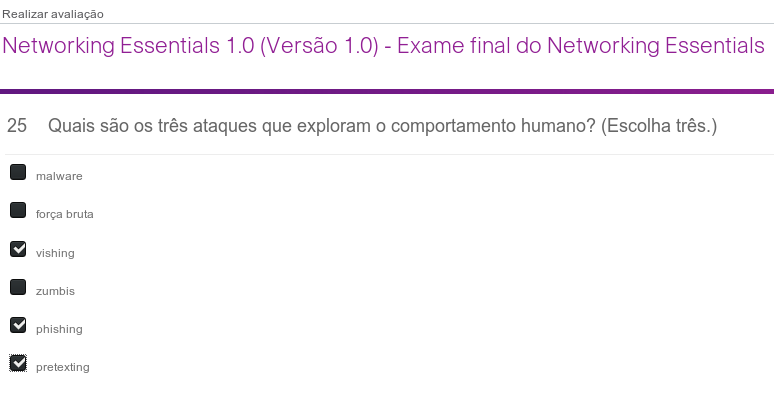 Realizar avaliação
Networking Essentials 1.0 (Versão 1.0) - Exame final do Networking Essentials
25 Quais são os três ataques que exploram o comportamento humano? (Escolha três.)
malware
força bruta
vishing
zumbis
phishing
pretexting